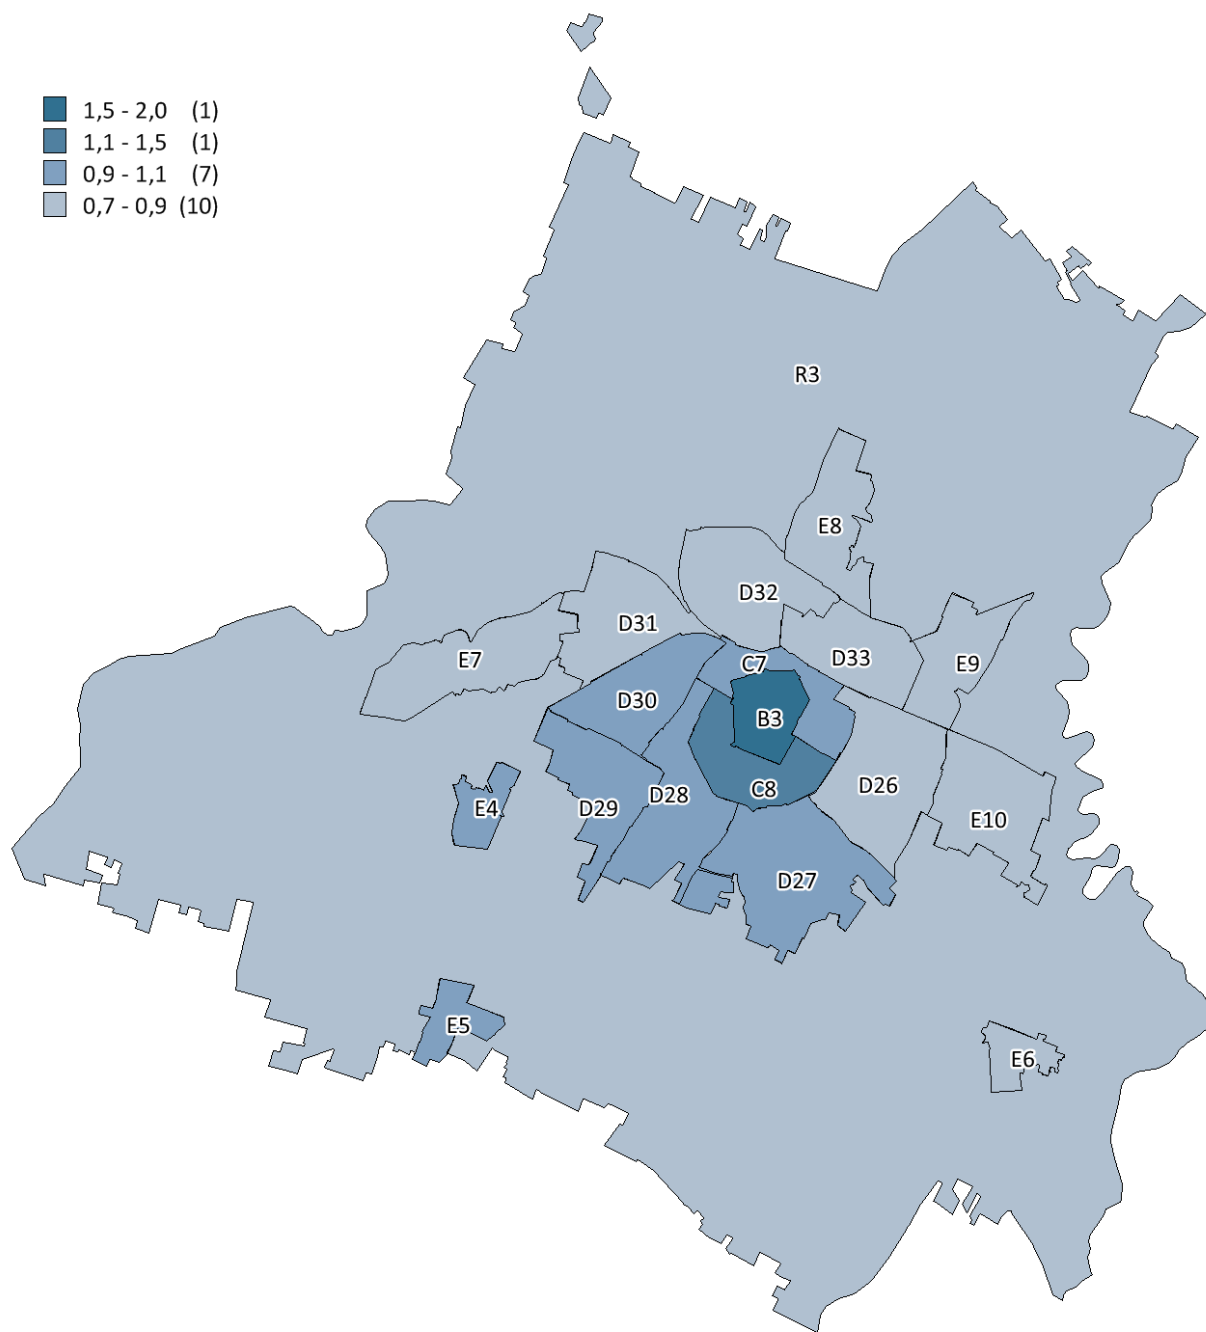 1,5 - 2,0 (1)
1,1 - 1,5 (1)
0,9 - 1,1 (7)
0,7 - 0,9 (10)
R3
E8
D32
D31
D33
E7
C7
E9
D30
B3
D26
C8
D28
E4
D29
E10
D27
E5
E6